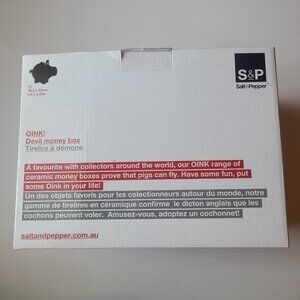 S&P
Salt&Pepper
OINK!
Devil money box
Tirelire à démons
A favourite with collectors around the world, our OINK range of
ceramic money boxes prove that pigs can fly. Have some fun, put
some Oink in your life!
Un des objets favoris pour les collectionneurs autour du monde, notre
gamme de tirelires en céramique confirme le dicton anglais que les
cochons peuvent voler. Amusez-vous, adoptez un cochonnet!
saltandpepper.com.au